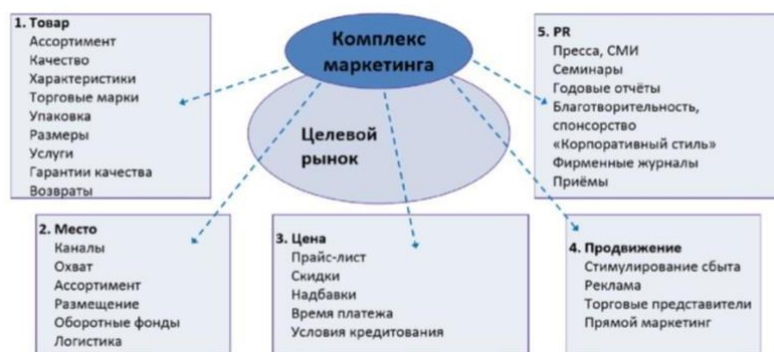 Комплекс
маркетинга
Целевой
рынок
1. Товар
Ассортимент
Качество
Характеристики
Торговые марки
Упаковка
Размеры
Услуги
Гарантии качества
Возвраты
2. Место
Каналы
Охват
Ассортимент
Размещение
Оборотные фонды
Логистика
3. Цена
Прайс-лист
Скидки
Надбавки
Время платежа
Условия кредитования
4. Продвижение
Стимулирование сбыта
Реклама
Торговые представители
Прямой маркетинг
5. PR
Пресса, СМИ
Семинары
Годовые отчёты
Благотворительность,
спонсорство
«Корпоративный стиль»
Фирменные журналы
Приёмы